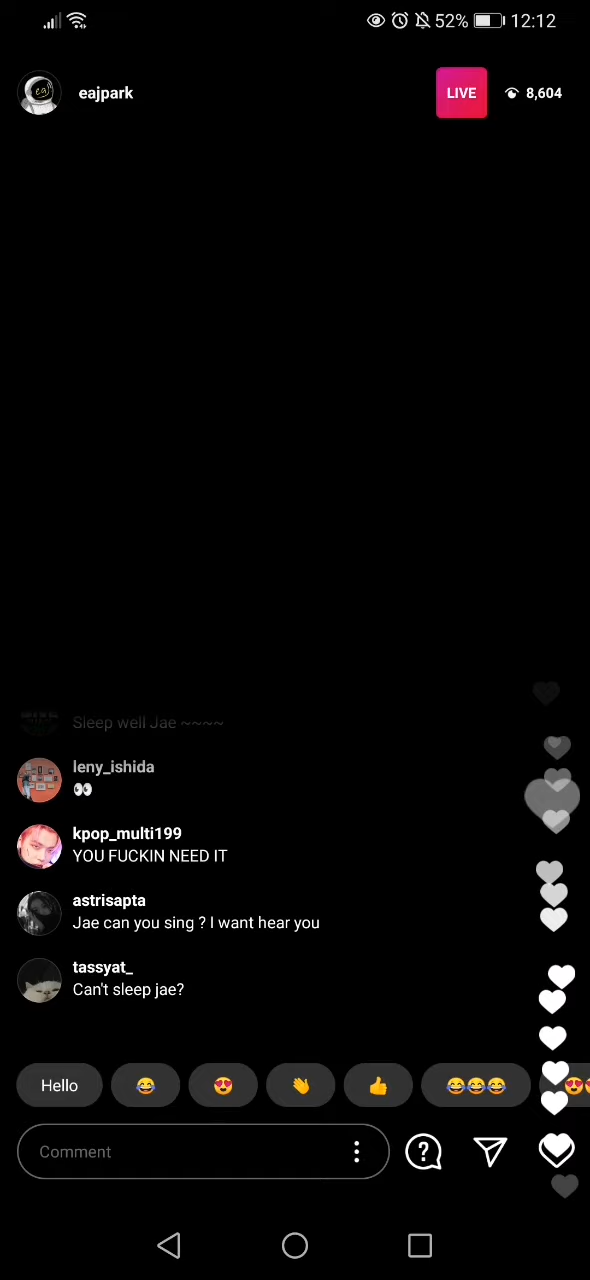 52% 12:12
eajpark LIVE 8,604
Sleep well Jae ~~~~
leny_ishida
👀
kpop_multi199
YOU FUCKIN NEED IT
astrisapta
Jae can you sing ? I want hear you
tassyat_
Can't sleep jae?
Hello 😂 😍 👋 👍 😂😂😂 😍
Comment